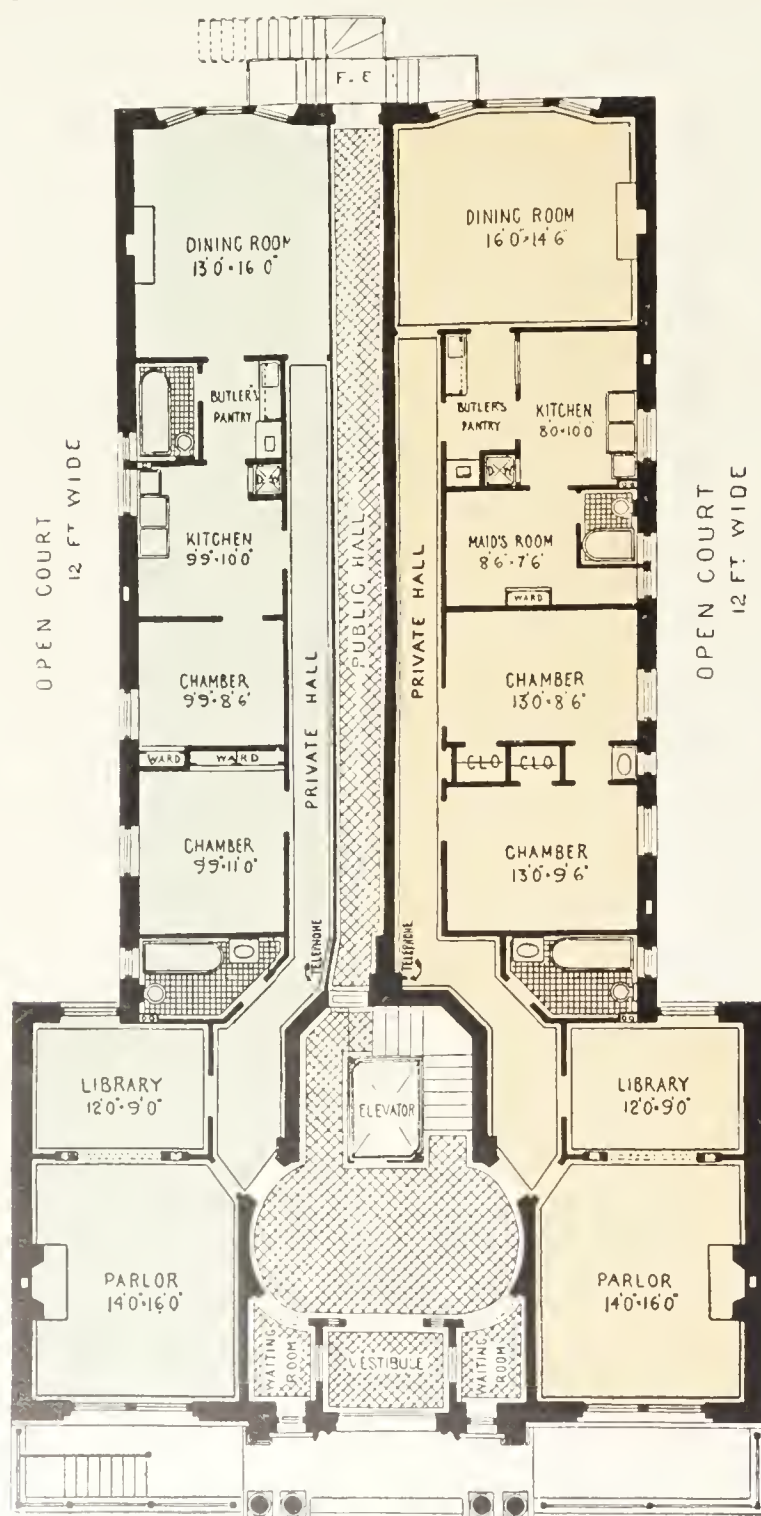 F. E
DINING ROOM
13'0"×16'0"
DINING ROOM
16'0"×14'6"
BUTLER'S
PANTRY
BUTLER'S
PANTRY
KITCHEN
8'0"×10'0"
D.W
D.W
OPEN COURT
12 FT WIDE
KITCHEN
9'9"×10'0"
PUBLIC HALL
MAID'S ROOM
8'6"×7'6"
WARD
OPEN COURT
12 FT. WIDE
PRIVATE HALL
PRIVATE HALL
CHAMBER
9'9"×8'6"
CHAMBER
13'0"×8'6"
WARD
WARD
CLO
CLO
CHAMBER
9'9"×11'0"
CHAMBER
13'0"×9'6"
TELEPHONE
TELEPHONE
LIBRARY
12'0"×9'0"
ELEVATOR
LIBRARY
12'0"×9'0"
PARLOR
14'0"×16'0"
PARLOR
14'0"×16'0"
WAITING
ROOM
VESTIBULE
WAITING
ROOM